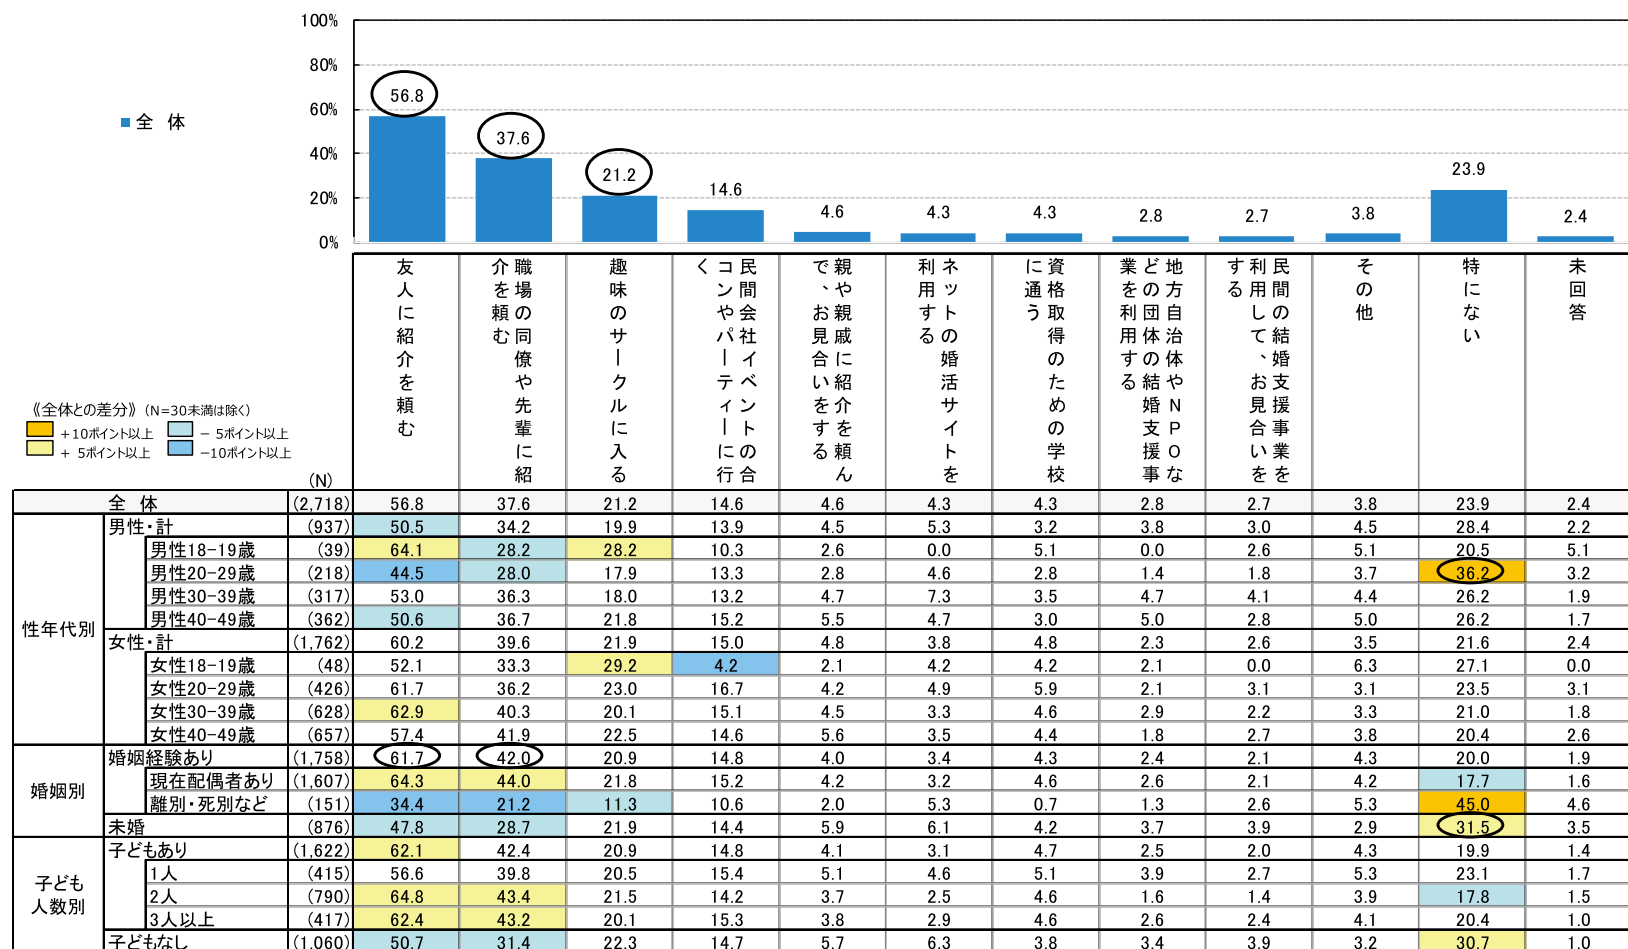 100%
80%
60%
40%
20%
0%
全 体
56.8
37.6
21.2
14.6
4.6
4.3
4.3
2.8
2.7
3.8
23.9
2.4
友人に紹介を頼む
職場の同僚や先輩に紹
介を頼む
趣味のサークルに入る
民間会社イベントの合
コンやパーティーに行
く
親や親戚に紹介を頼ん
で、お見合いをする
ネットの婚活サイトを
利用する
資格取得のための学校
に通う
地方自治体やNPOな
どの団体の結婚支援事
業を利用する
民間の結婚支援事業を
利用して、お見合いを
する
その他
特にない
未回答
《全体との差分》(N=30未満は除く)
+10ポイント以上 - 5ポイント以上
+ 5ポイント以上 -10ポイント以上
(N)
全 体 (2,718) 56.8 37.6 21.2 14.6 4.6 4.3 4.3 2.8 2.7 3.8 23.9 2.4
性年代別
男性・計 (937) 50.5 34.2 19.9 13.9 4.5 5.3 3.2 3.8 3.0 4.5 28.4 2.2
男性18-19歳 (39) 64.1 28.2 28.2 10.3 2.6 0.0 5.1 0.0 2.6 5.1 20.5 5.1
男性20-29歳 (218) 44.5 28.0 17.9 13.3 2.8 4.6 2.8 1.4 1.8 3.7 36.2 3.2
男性30-39歳 (317) 53.0 36.3 18.0 13.2 4.7 7.3 3.5 4.7 4.1 4.4 26.2 1.9
男性40-49歳 (362) 50.6 36.7 21.8 15.2 5.5 4.7 3.0 5.0 2.8 5.0 26.2 1.7
女性・計 (1,762) 60.2 39.6 21.9 15.0 4.8 3.8 4.8 2.3 2.6 3.5 21.6 2.4
女性18-19歳 (48) 52.1 33.3 29.2 4.2 2.1 4.2 4.2 2.1 0.0 6.3 27.1 0.0
女性20-29歳 (426) 61.7 36.2 23.0 16.7 4.2 4.9 5.9 2.1 3.1 3.1 23.5 3.1
女性30-39歳 (628) 62.9 40.3 20.1 15.1 4.5 3.3 4.6 2.9 2.2 3.3 21.0 1.8
女性40-49歳 (657) 57.4 41.9 22.5 14.6 5.6 3.5 4.4 1.8 2.7 3.8 20.4 2.6
婚姻別
婚姻経験あり (1,758) 61.7 42.0 20.9 14.8 4.0 3.4 4.3 2.4 2.1 4.3 20.0 1.9
現在配偶者あり (1,607) 64.3 44.0 21.8 15.2 4.2 3.2 4.6 2.6 2.1 4.2 17.7 1.6
離別・死別など (151) 34.4 21.2 11.3 10.6 2.0 5.3 0.7 1.3 2.6 5.3 45.0 4.6
未婚 (876) 47.8 28.7 21.9 14.4 5.9 6.1 4.2 3.7 3.9 2.9 31.5 3.5
子ども
人数別
子どもあり (1,622) 62.1 42.4 20.9 14.8 4.1 3.1 4.7 2.5 2.0 4.3 19.9 1.4
1人 (415) 56.6 39.8 20.5 15.4 5.1 4.6 5.1 3.9 2.7 5.3 23.1 1.7
2人 (790) 64.8 43.4 21.5 14.2 3.7 2.5 4.6 1.6 1.4 3.9 17.8 1.5
3人以上 (417) 62.4 43.2 20.1 15.3 3.8 2.9 4.6 2.6 2.4 4.1 20.4 1.0
子どもなし (1,060) 50.7 31.4 22.3 14.7 5.7 6.3 3.8 3.4 3.9 3.2 30.7 1.0